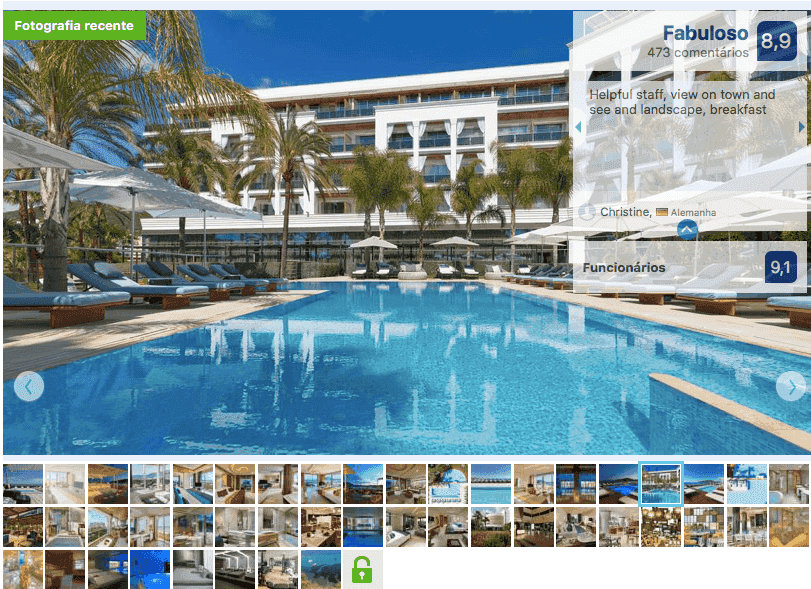 Fotografia recente
Fabuloso
8,9
473 comentários
Helpful staff, view on town and
see and landscape, breakfast
Christine, Alemanha
Funcionários
9,1